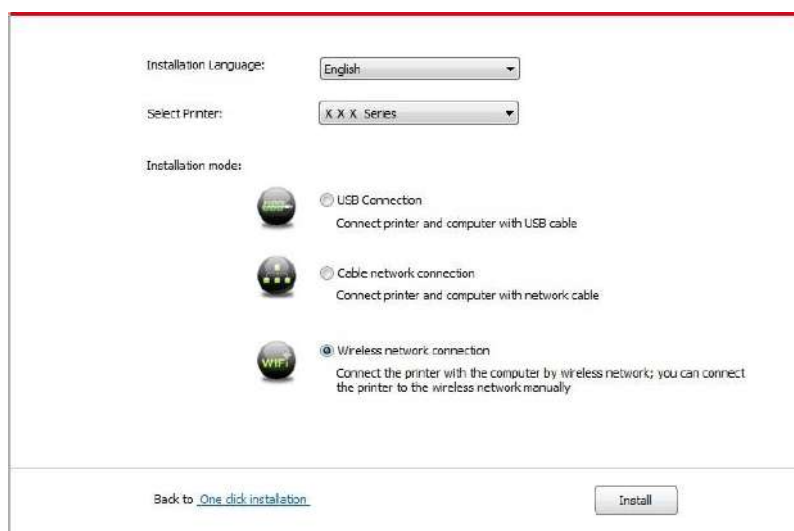 Installation Language:
English
Select Printer:
X X X Series
Installation mode:
USB Connection
Connect printer and computer with USB cable
Cable network connection
Connect printer and computer with network cable
WiFi
Wireless network connection
Connect the printer with the computer by wireless network; you can connect
the printer to the wireless network manually
Back to One click installation
Install